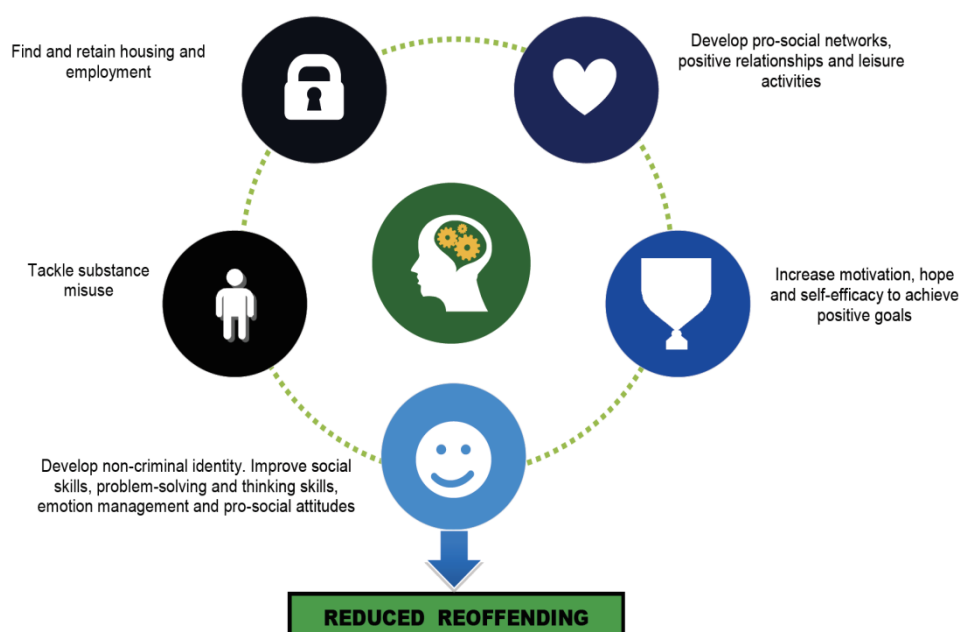 Find and retain housing and
employment
Develop pro-social networks,
positive relationships and leisure
activities
Tackle substance
misuse
Increase motivation, hope
and self-efficacy to achieve
positive goals
Develop non-criminal identity. Improve social
skills, problem-solving and thinking skills,
emotion management and pro-social attitudes
REDUCED REOFFENDING